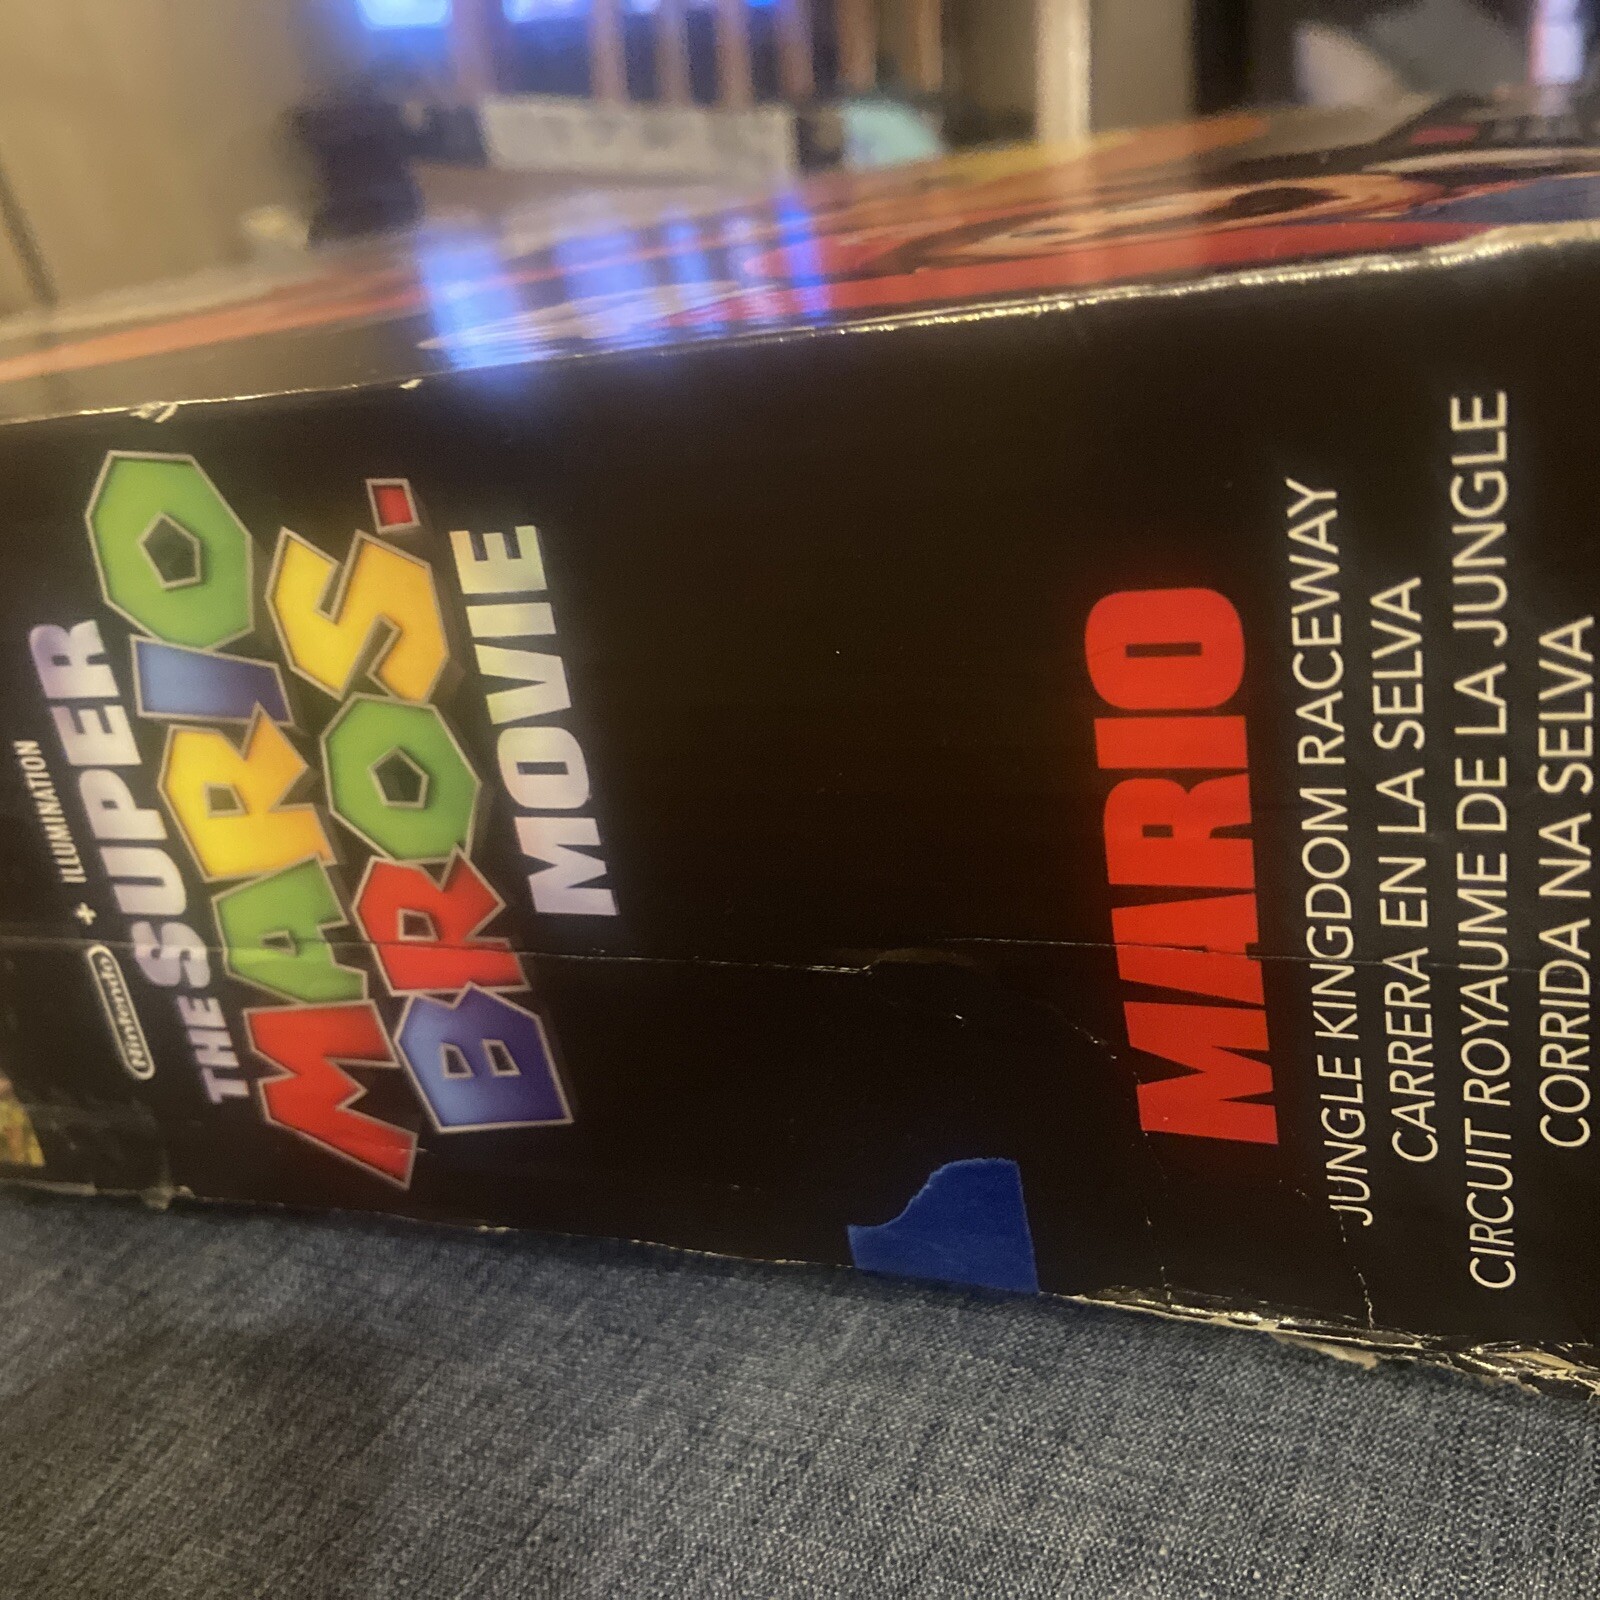 Nintendo + ILLUMINATION
THE SUPER
MARIO
BROS.
MOVIE
MARIO
JUNGLE KINGDOM RACEWAY
CARRERA EN LA SELVA
CIRCUIT ROYAUME DE LA JUNGLE
CORRIDA NA SELVA